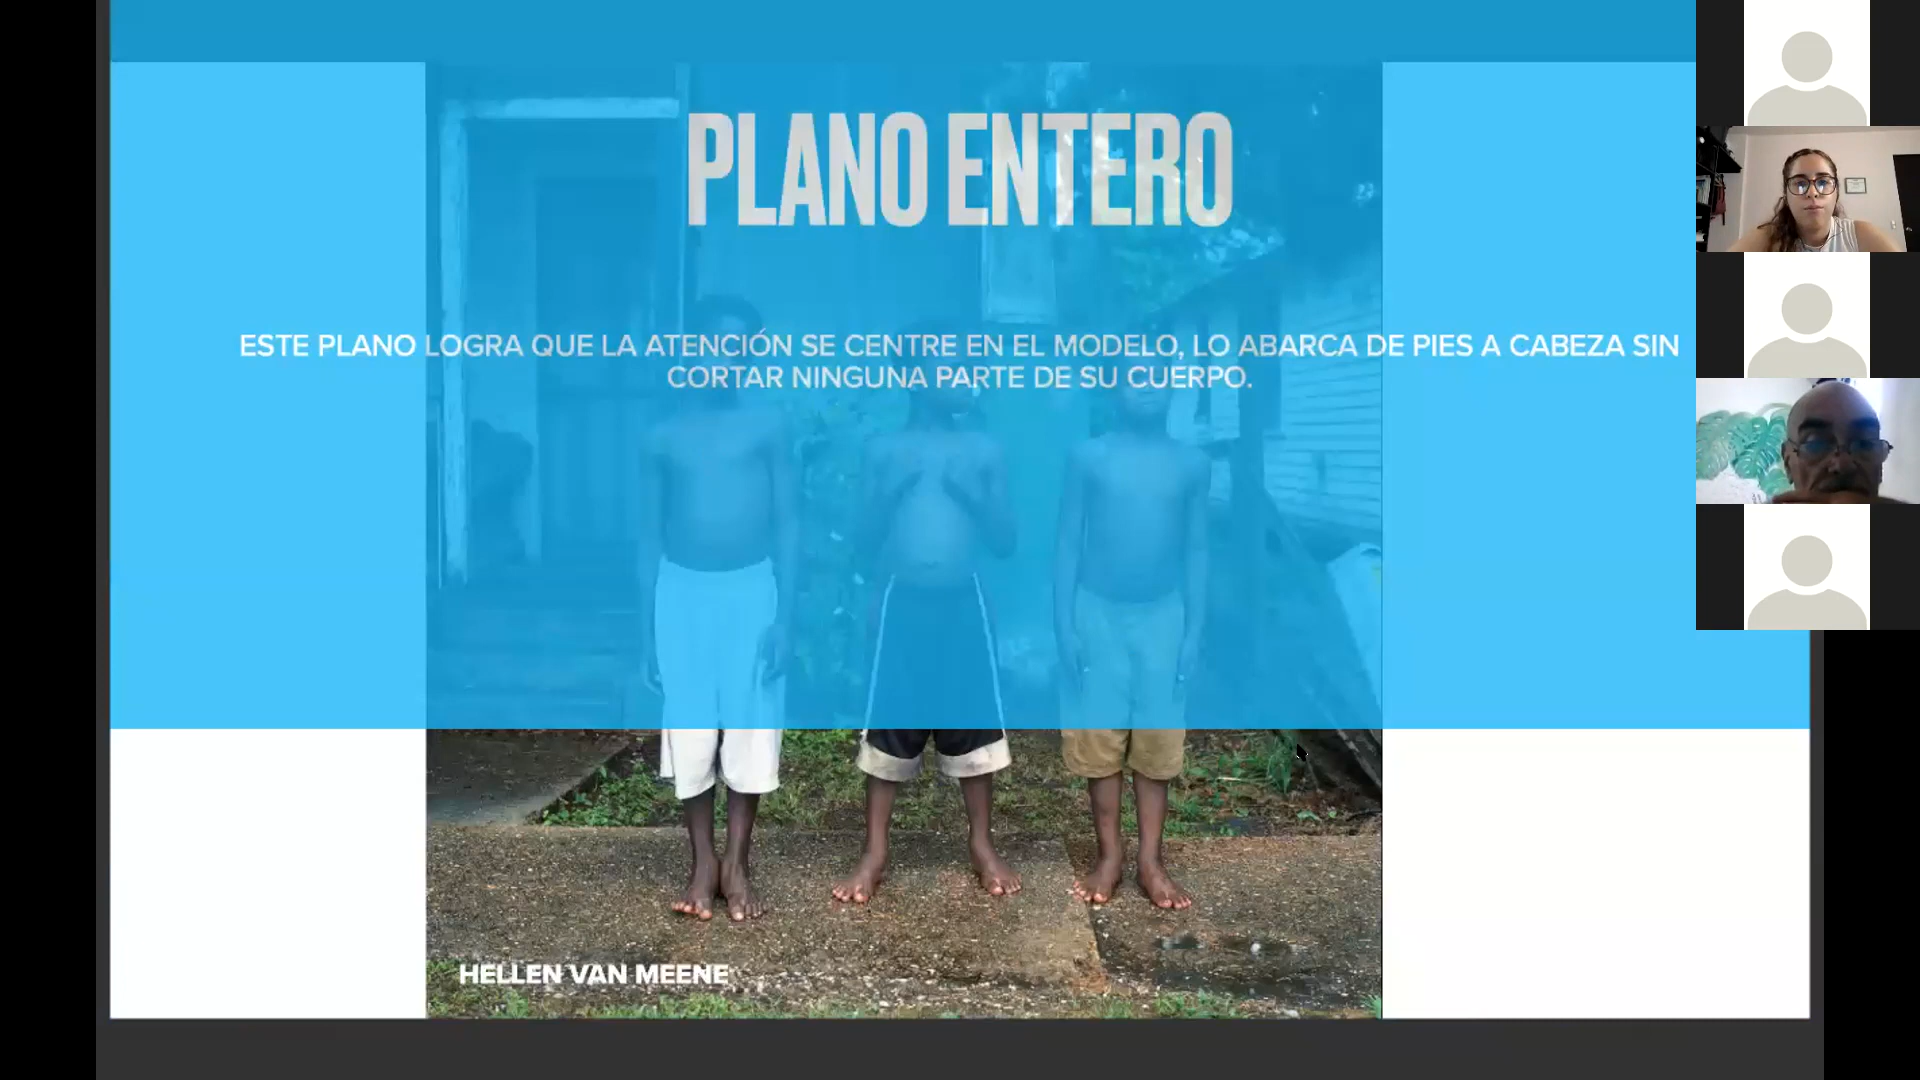 PLANO ENTERO
ESTE PLANO LOGRA QUE LA ATENCIÓN SE CENTRE EN EL MODELO, LO ABARCA DE PIES A CABEZA SIN
CORTAR NINGUNA PARTE DE SU CUERPO.
HELLEN VAN MEENE